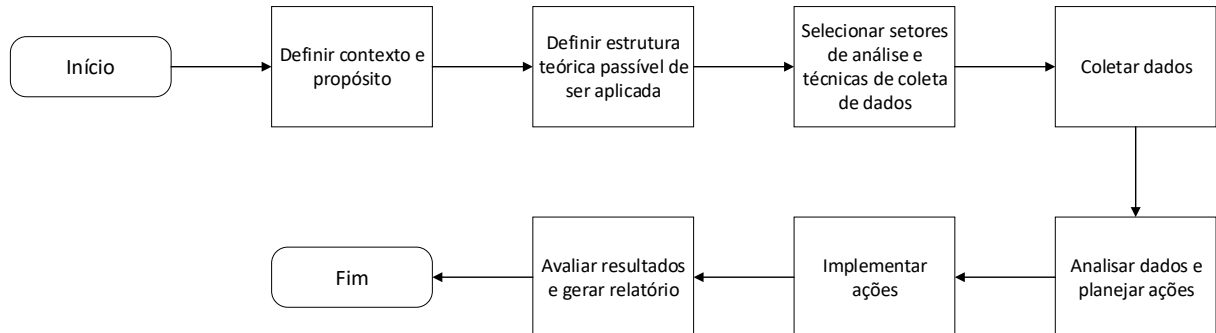 Início
Definir contexto e
propósito
Definir estrutura
teórica passível de
ser aplicada
Selecionar setores
de análise e
técnicas de coleta
de dados
Coletar dados
Analisar dados e
planejar ações
Implementar
ações
Avaliar resultados
e gerar relatório
Fim